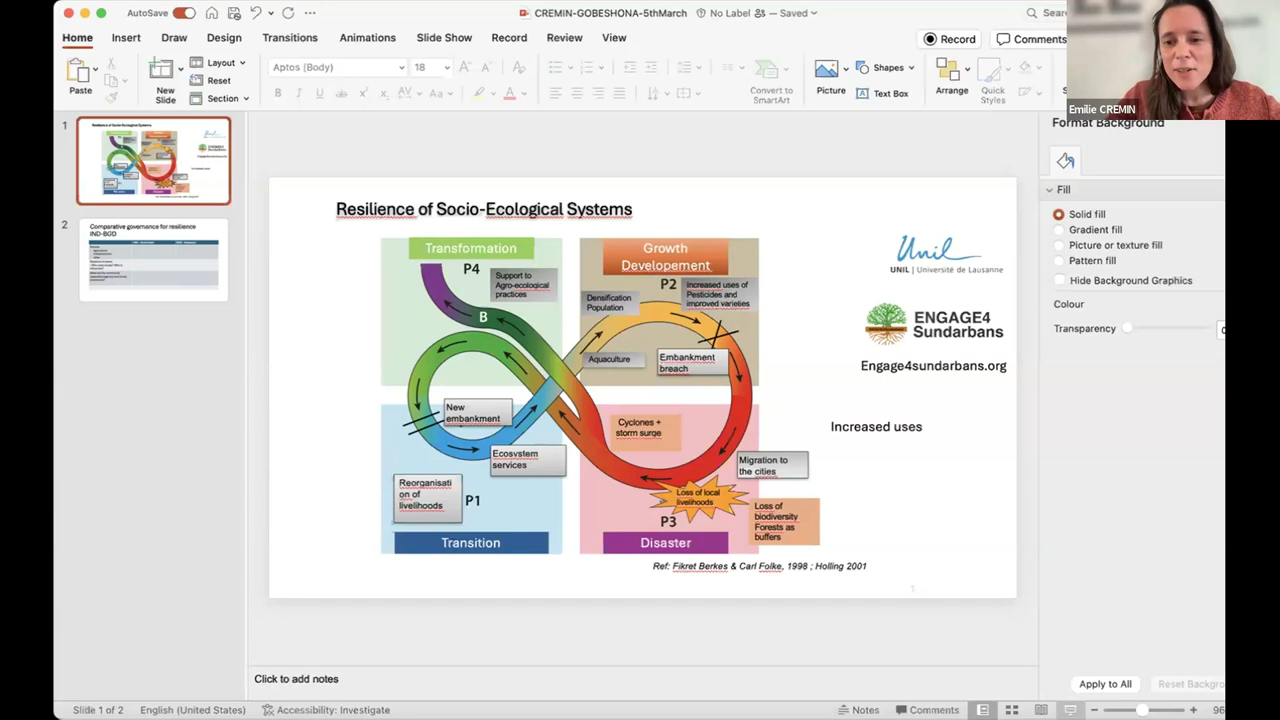 AutoSave
CREMIN-GOBESHONA-5thMarch
No Label
— Saved
Sear
Home
Insert
Draw
Design
Transitions
Animations
Slide Show
Record
Review
View
Record
Comments
Paste
New
Slide
Layout
Reset
Section
Aptos (Body)
18
Convert to
SmartArt
Picture
Shapes
Text Box
Arrange
Quick
Styles
Emilie CREMIN
1
2
Comparative governance for resilience
IND-BGD
Resilience of Socio-Ecological Systems
Transformation
P4
Support to
Agro-ecological
practices
B
Growth
Developement
P2
Increased uses of
Pesticides and
improved varieties
Densification
Population
Aquaculture
Embankment
breach
New
embankment
Ecosystem
services
Reorganisati
on of
livelihoods
P1
Transition
Cyclones +
storm surge
Migration to
the cities
Loss of local
livelihoods
P3
Loss of
biodiversity
Forests as
buffers
Disaster
Ref: Fikret Berkes & Carl Folke, 1998 ; Holling 2001
1
Unil
UNIL | Université de Lausanne
ENGAGE4
Sundarbans
Engage4sundarbans.org
Increased uses
Format Background
Fill
Solid fill
Gradient fill
Picture or texture fill
Pattern fill
Hide Background Graphics
Colour
Transparency
Apply to All
Reset Backgro
Click to add notes
Slide 1 of 2
English (United States)
Accessibility: Investigate
Notes
Comments
96